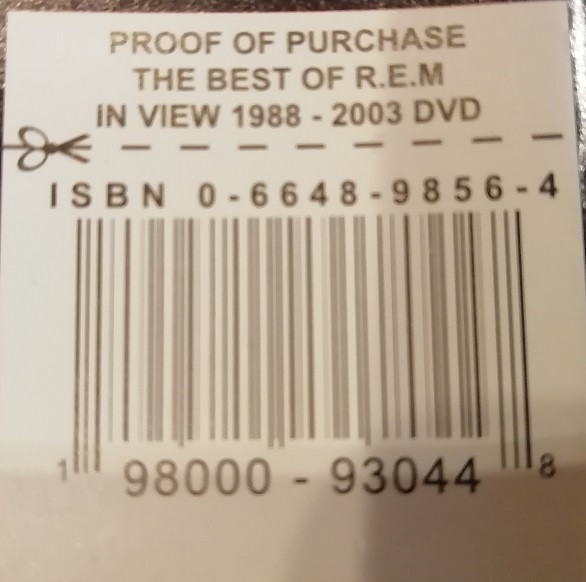 PROOF OF PURCHASE
THE BEST OF R.E.M
IN VIEW 1988 - 2003 DVD
ISBN 0-6648-9856-4
1 98000 - 93044 8